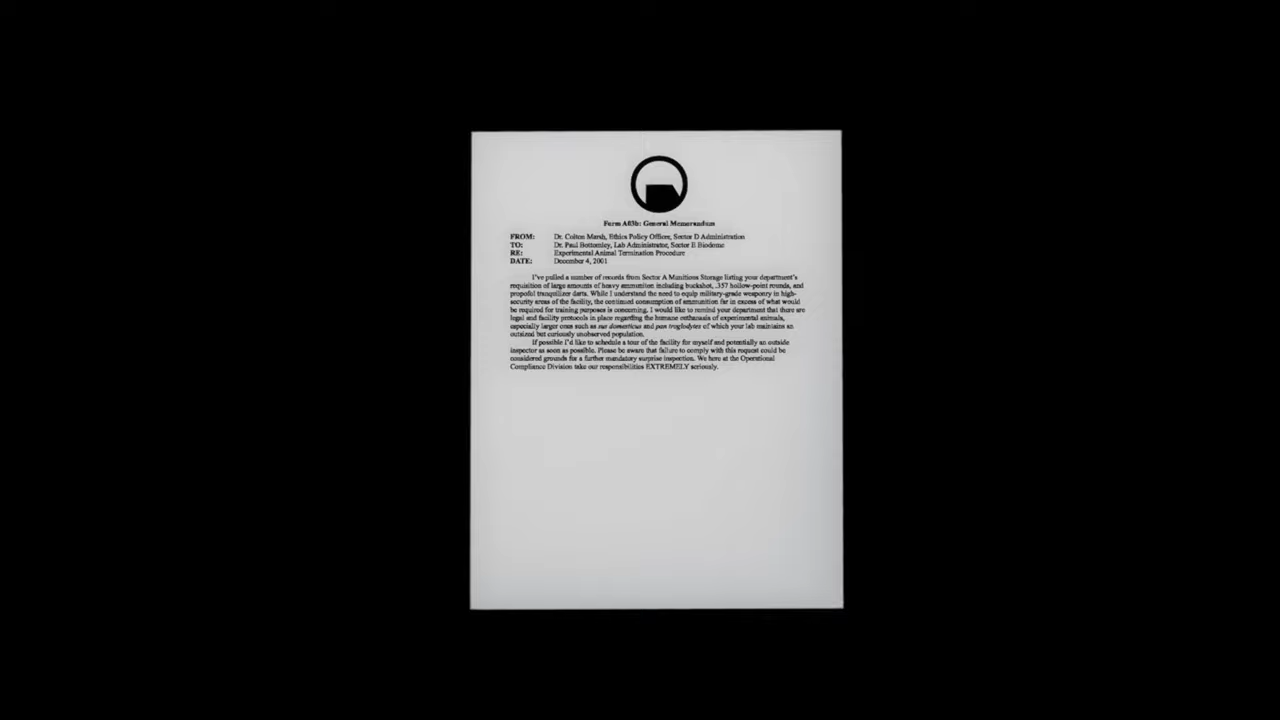 Form A83b: General Memorandum
FROM: Dr. Colton Marsh, Ethics Policy Officer, Sector D Administration
TO: Dr. Paul Bottomley, Lab Administrator, Sector E Biodome
RE: Experimental Animal Termination Procedure
DATE: December 4, 2001
I've pulled a number of records from Sector A Munitions Storage listing your department's
requisition of large amounts of heavy ammunition including buckshot, .357 hollow-point rounds, and
propofol tranquilizer darts. While I understand the need to equip military-grade weaponry in high-
security areas of the facility, the continued consumption of ammunition far in excess of what would
be required for training purposes is concerning. I would like to remind your department that there are
legal and facility protocols in place regarding the humane euthanasia of experimental animals,
especially larger ones such as sus domesticus and pan troglodytes of which your lab maintains an
outsized but curiously unobserved population.
If possible I'd like to schedule a tour of the facility for myself and potentially an outside
inspector as soon as possible. Please be aware that failure to comply with this request could be
considered grounds for a further mandatory surprise inspection. We here at the Operational
Compliance Division take our responsibilities EXTREMELY seriously.